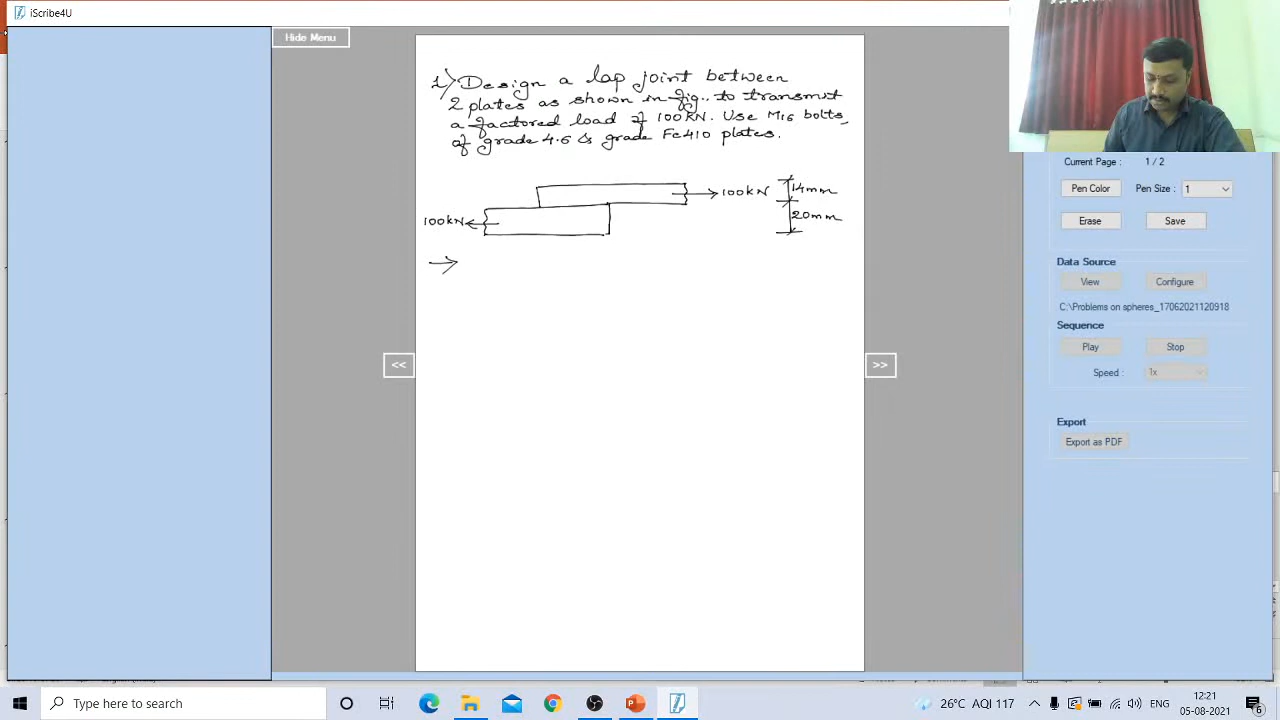 iScribe4U
Hide Menu
1) Design a lap joint between
2 plates as shown in fig.. to transmit
a factored load of 100KN. Use M16 bolts,
of grade 4.6 & grade Fe410 plates.
100KN
100KN
14mm
20mm
<<
>>
Current Page : 1 / 2
Pen Color
Pen Size : 1
Erase
Save
Data Source
View
Configure
C:\Problems on spheres_17062021120918
Sequence
Play
Stop
Speed : 1x
Export
Export as PDF
Type here to search
26°C AQI 117
12:21
05-08-2021
6